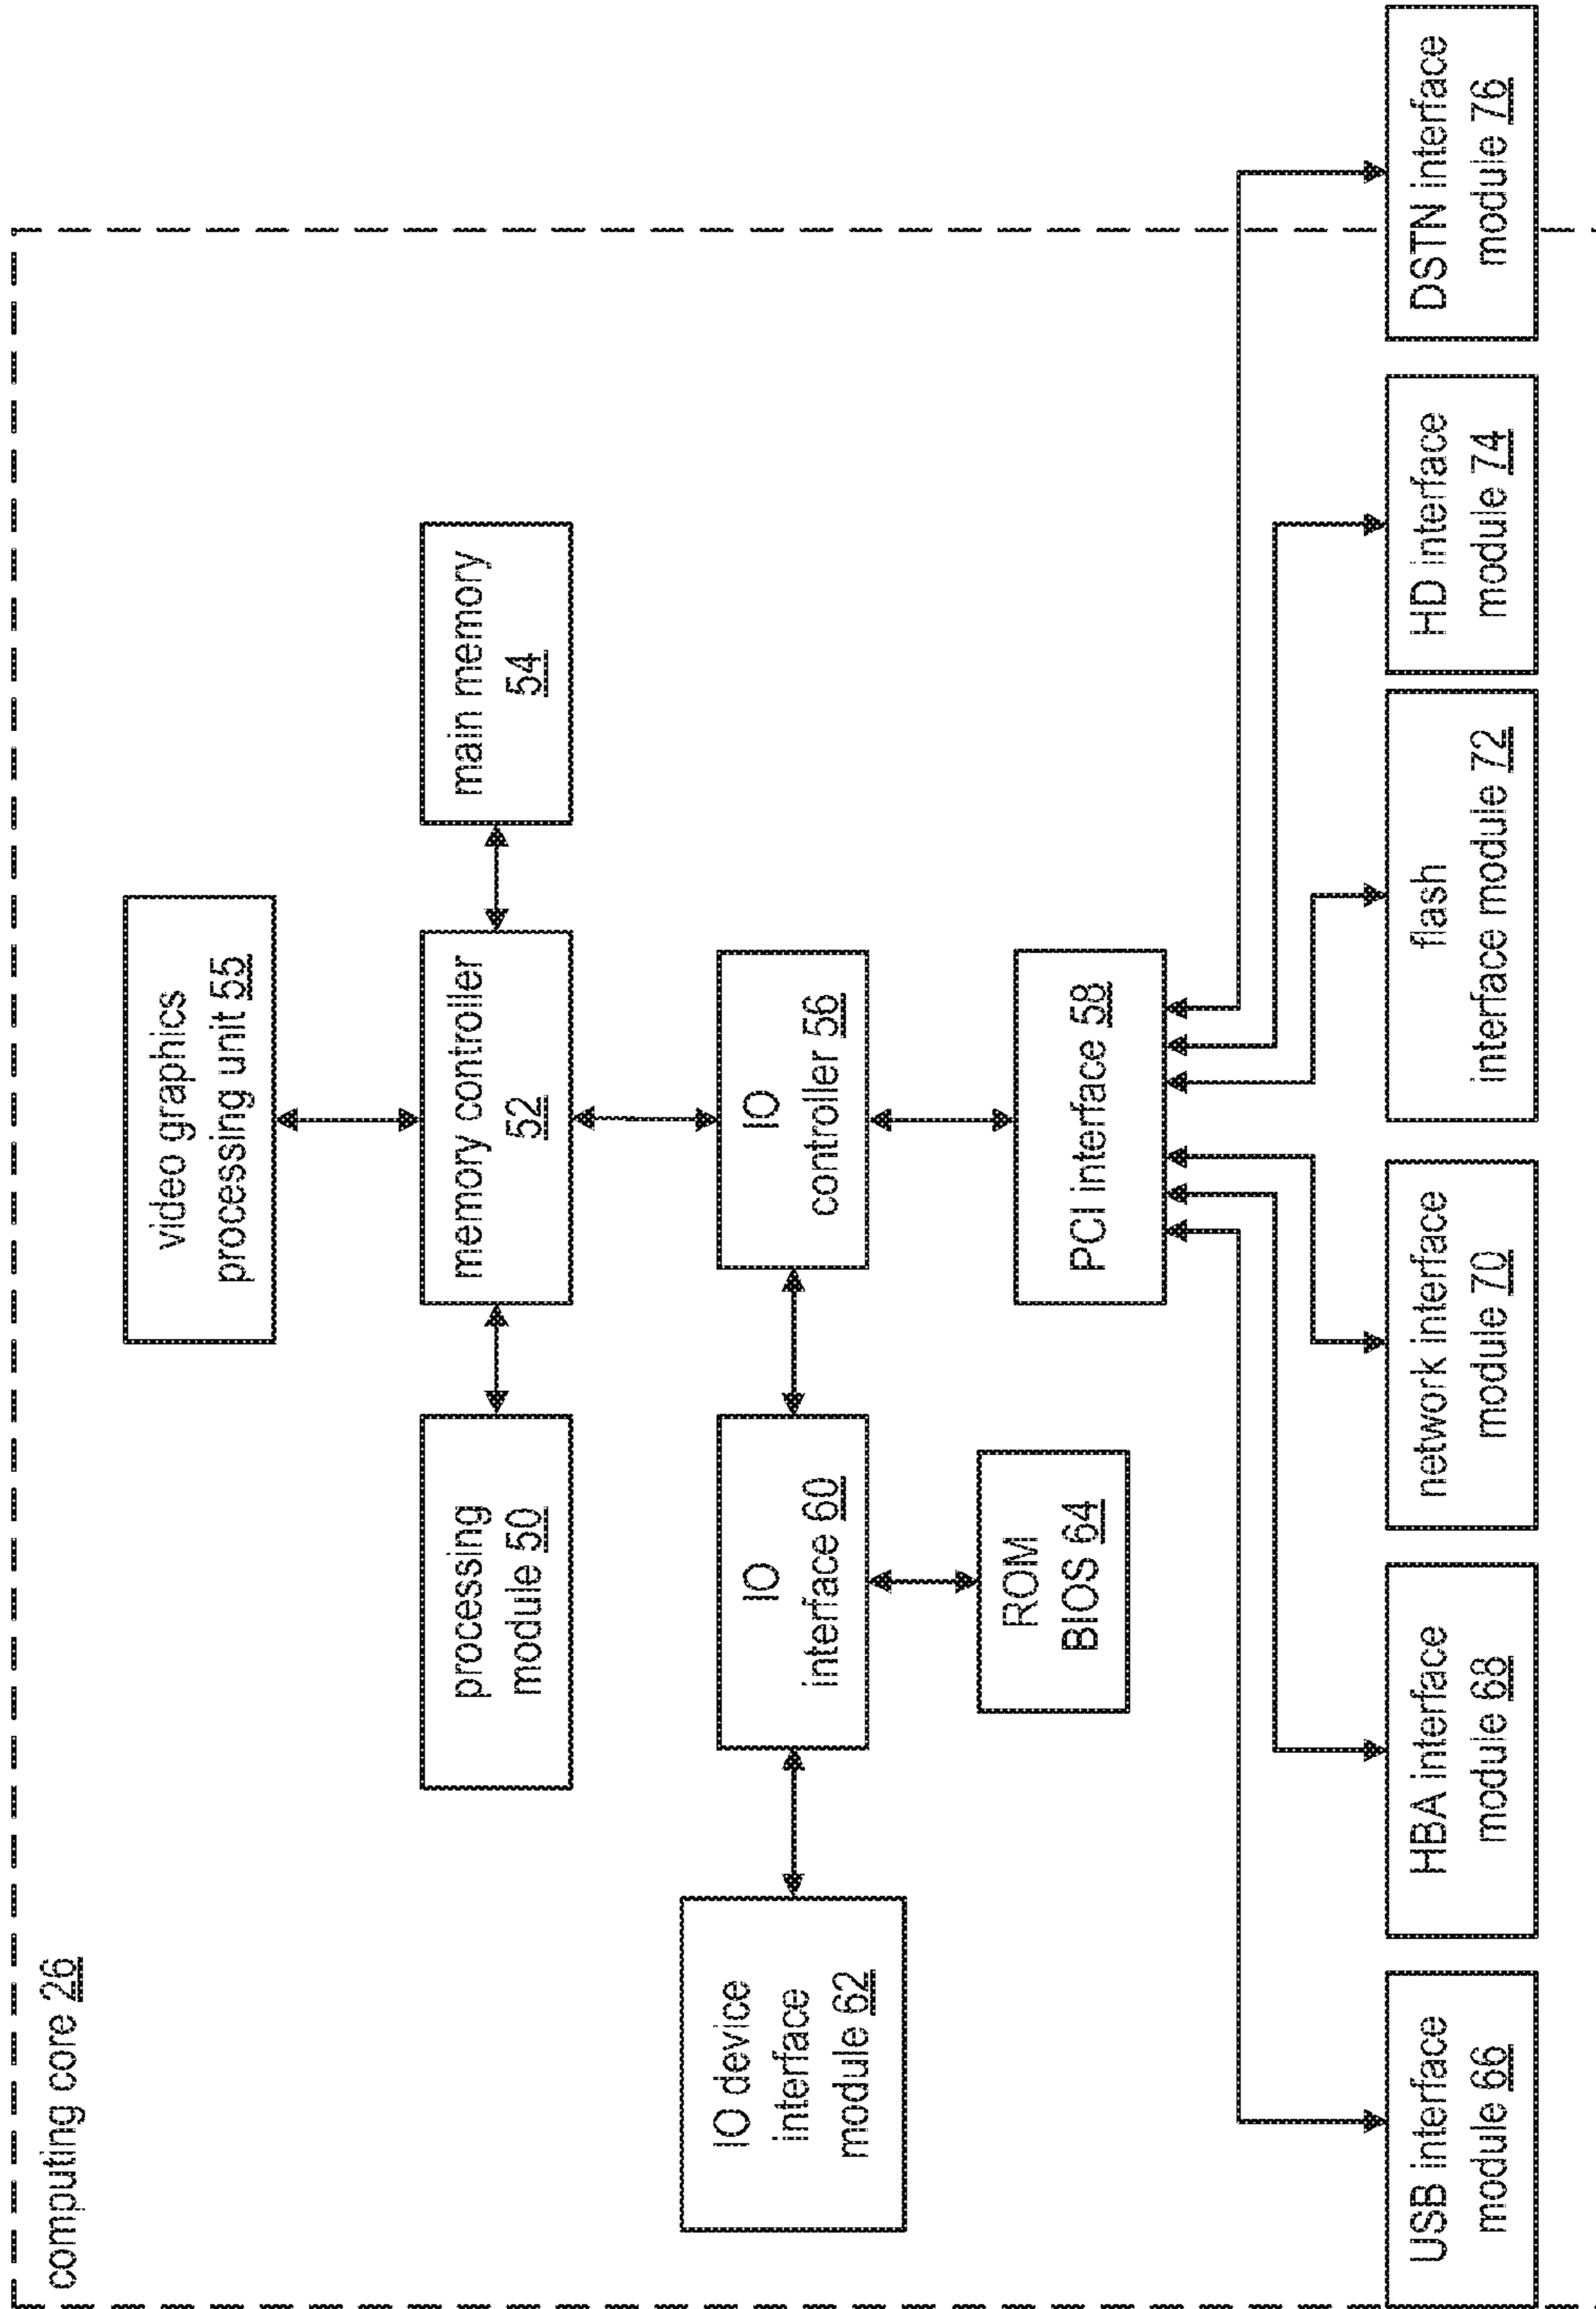 computing core 26
video graphics
processing unit 55
processing
module 50
memory controller
52
main memory
54
IO device
interface
module 62
IO
interface 60
IO
controller 56
ROM
BIOS 64
PCI interface 58
USB interface
module 66
HBA interface
module 68
network interface
module 70
flash
interface module 72
HD interface
module 74
DSTN interface
module 76